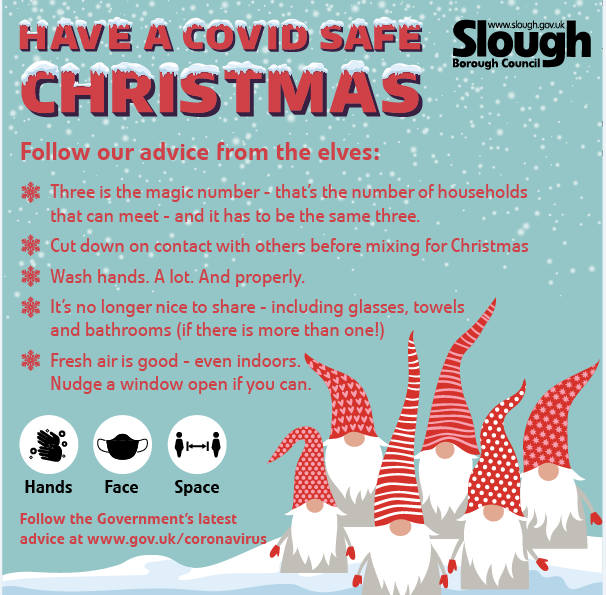 HAVE A COVID SAFE
CHRISTMAS
www.slough.gov.uk
Slough
Borough Council
Follow our advice from the elves:
Three is the magic number - that's the number of households
that can meet - and it has to be the same three.
Cut down on contact with others before mixing for Christmas
Wash hands. A lot. And properly.
It's no longer nice to share - including glasses, towels
and bathrooms (if there is more than one!)
Fresh air is good - even indoors.
Nudge a window open if you can.
Hands Face Space
Follow the Government's latest
advice at www.gov.uk/coronavirus